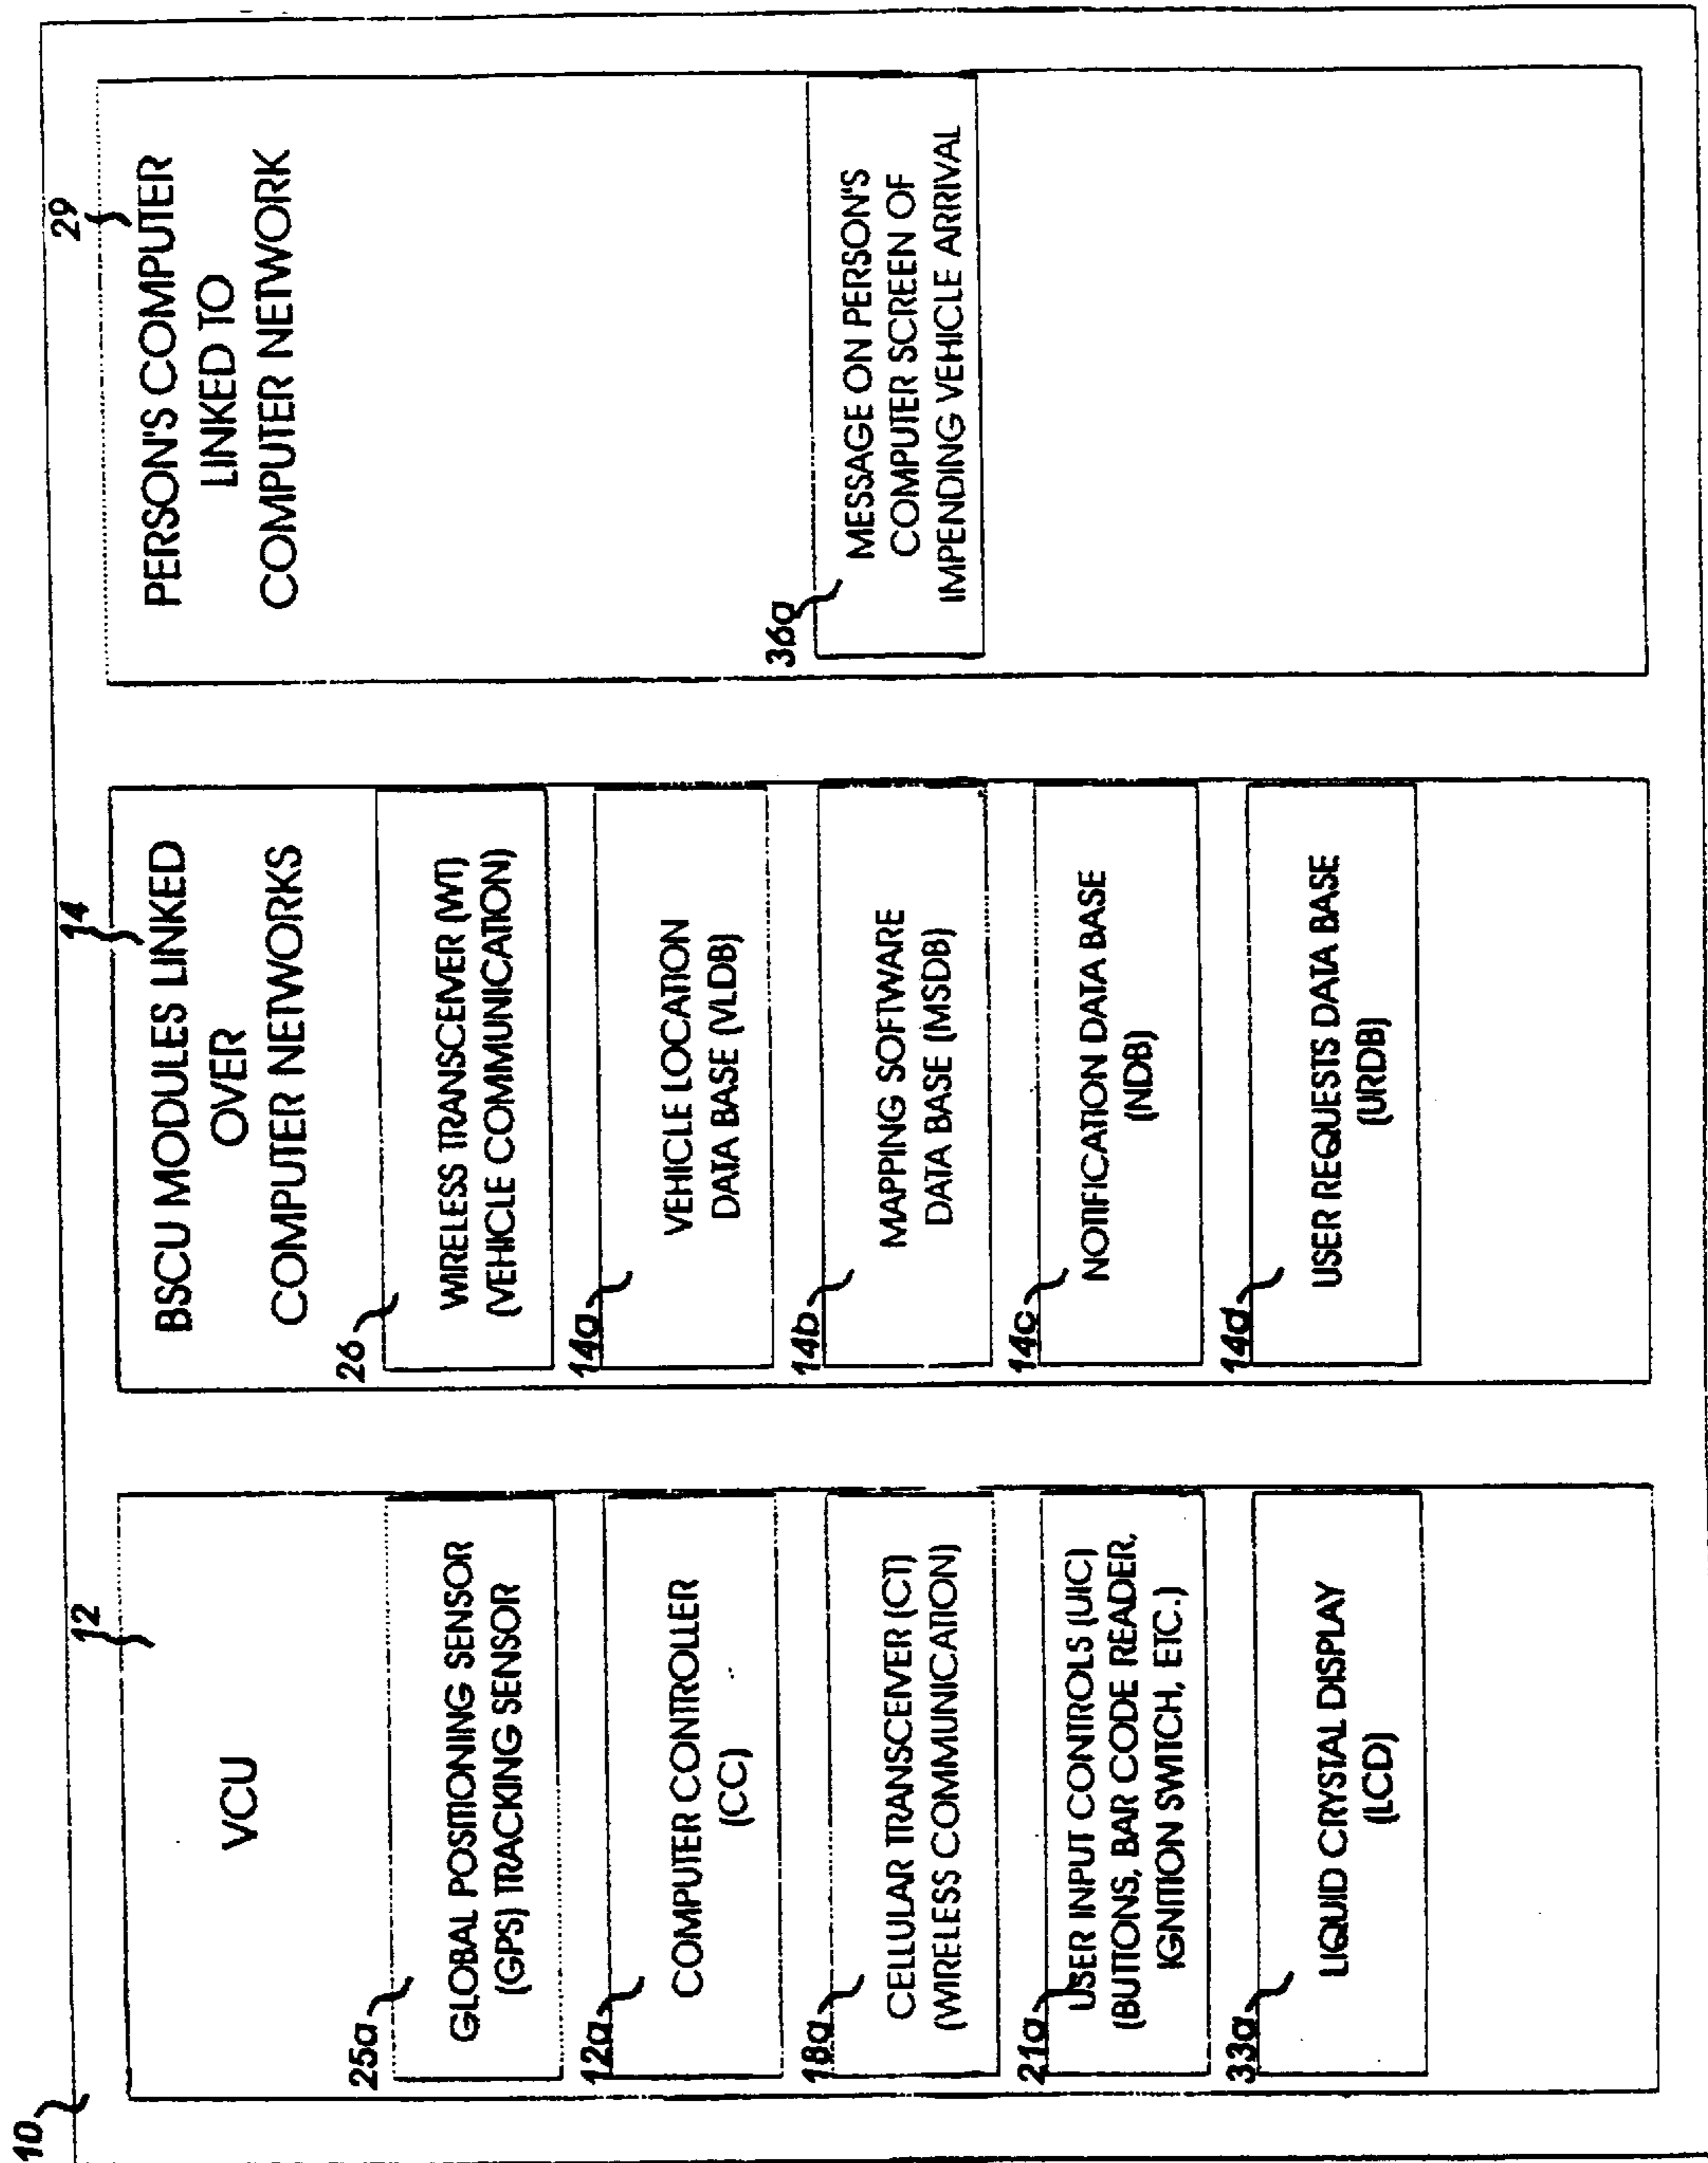 10
12
VCU
25a
GLOBAL POSITIONING SENSOR
(GPS) TRACKING SENSOR
12a
COMPUTER CONTROLLER
(CC)
18a
CELLULAR TRANSCEIVER (CT)
(WIRELESS COMMUNICATION)
21a
USER INPUT CONTROLS (UIC)
(BUTTONS, BAR CODE READER,
IGNITION SWITCH, ETC.)
33a
LIQUID CRYSTAL DISPLAY
(LCD)
14
BSCU MODULES LINKED
OVER
COMPUTER NETWORKS
26
WIRELESS TRANSCEIVER (WT)
(VEHICLE COMMUNICATION)
14a
VEHICLE LOCATION
DATA BASE (VLDB)
14b
MAPPING SOFTWARE
DATA BASE (MSDB)
14c
NOTIFICATION DATA BASE
(NDB)
14d
USER REQUESTS DATA BASE
(URDB)
29
PERSON'S COMPUTER
LINKED TO
COMPUTER NETWORK
36a
MESSAGE ON PERSON'S
COMPUTER SCREEN OF
IMPENDING VEHICLE ARRIVAL